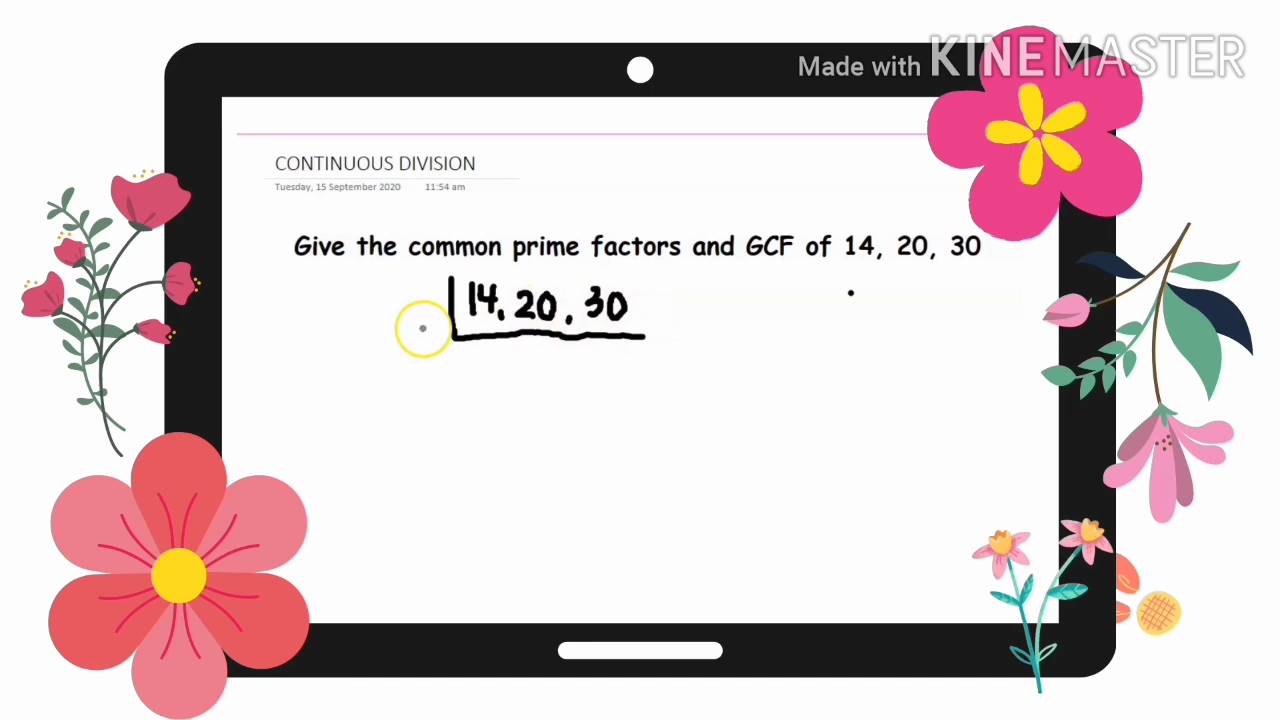 Made with KINEMASTER
CONTINUOUS DIVISION
Tuesday, 15 September 2020 11:54 am
Give the common prime factors and GCF of 14, 20, 30
14, 20, 30